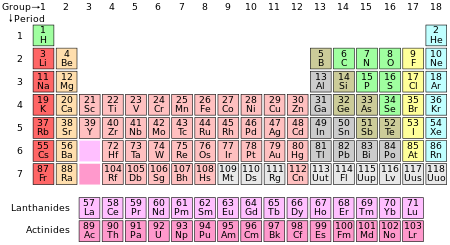 Group→1 2 3 4 5 6 7 8 9 10 11 12 13 14 15 16 17 18
↓Period
1 1 2
H He
2 3 4 5 6 7 8 9 10
Li Be B C N O F Ne
3 11 12 13 14 15 16 17 18
Na Mg Al Si P S Cl Ar
4 19 20 21 22 23 24 25 26 27 28 29 30 31 32 33 34 35 36
K Ca Sc Ti V Cr Mn Fe Co Ni Cu Zn Ga Ge As Se Br Kr
5 37 38 39 40 41 42 43 44 45 46 47 48 49 50 51 52 53 54
Rb Sr Y Zr Nb Mo Tc Ru Rh Pd Ag Cd In Sn Sb Te I Xe
6 55 56 72 73 74 75 76 77 78 79 80 81 82 83 84 85 86
Cs Ba Hf Ta W Re Os Ir Pt Au Hg Tl Pb Bi Po At Rn
7 87 88 104 105 106 107 108 109 110 111 112 113 114 115 116 117 118
Fr Ra Rf Db Sg Bh Hs Mt Ds Rg Cn Uut Fl Uup Lv Uus Uuo
Lanthanides 57 58 59 60 61 62 63 64 65 66 67 68 69 70 71
La Ce Pr Nd Pm Sm Eu Gd Tb Dy Ho Er Tm Yb Lu
Actinides 89 90 91 92 93 94 95 96 97 98 99 100 101 102 103
Ac Th Pa U Np Pu Am Cm Bk Cf Es Fm Md No Lr